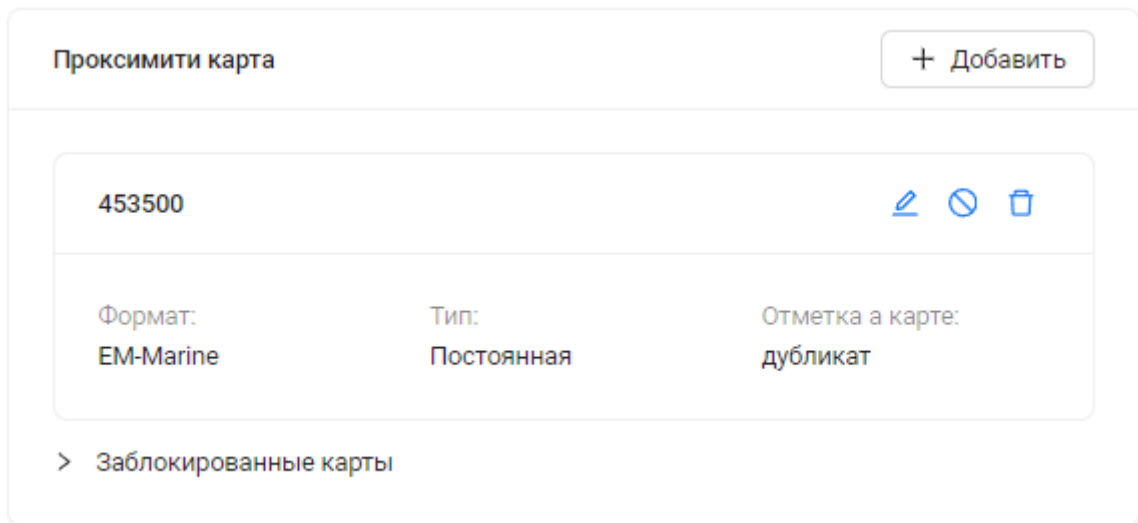 Проксимити карта
+ Добавить
453500
Формат: Тип: Отметка а карте:
EM-Marine Постоянная дубликат
> Заблокированные карты